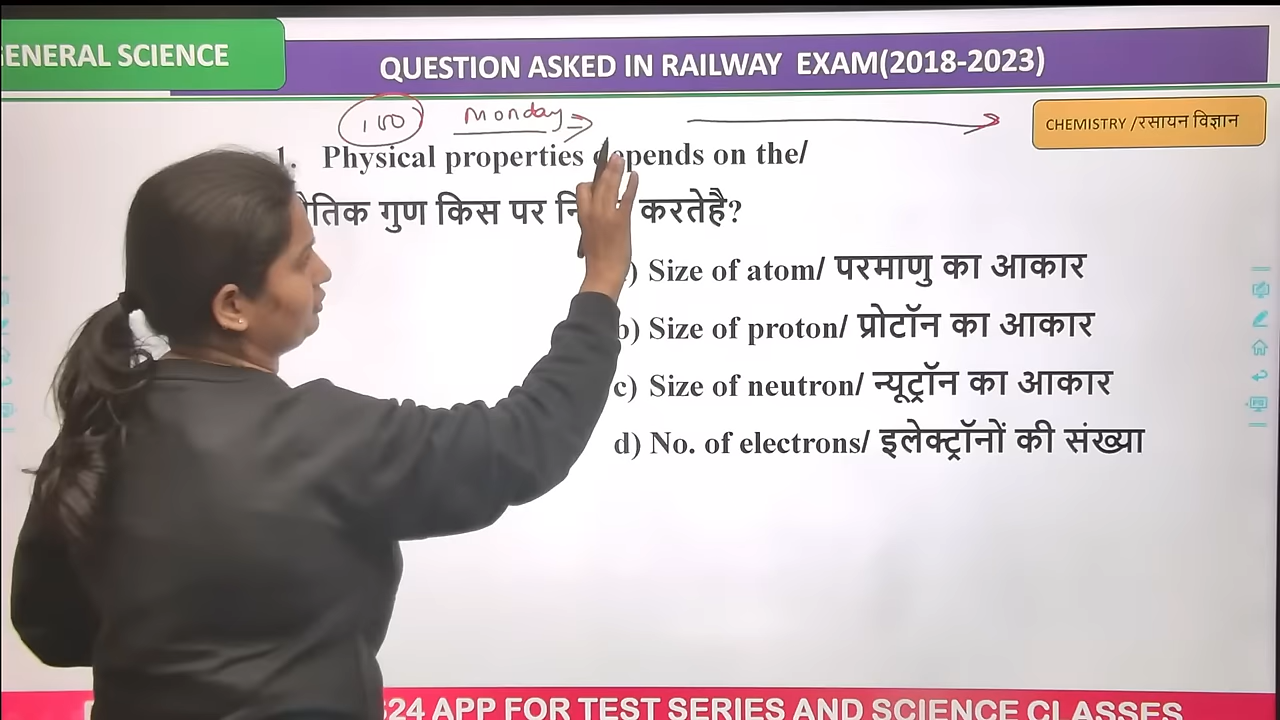 GENERAL SCIENCE
QUESTION ASKED IN RAILWAY EXAM(2018-2023)
100 Monday
CHEMISTRY /रसायन विज्ञान
1. Physical properties depends on the/
गुण किस पर करतेहै?
Size of atom/ परमाणु का आकार
b) Size of proton/ प्रोटॉन का आकार
c) Size of neutron/ न्यूट्रॉन का आकार
d) No. of electrons/ इलेक्ट्रॉनों की संख्या
24 APP FOR TEST SERIES AND SCIENCE CLASSES